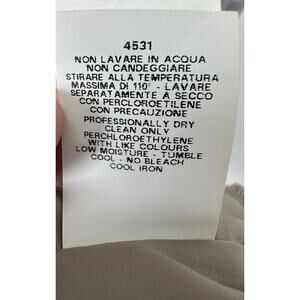 4531
NON LAVARE IN ACQUA
NON CANDEGGIARE
STIRARE ALLA TEMPERATURA
MASSIMA DI 110° - LAVARE
SEPARATAMENTE A SECCO
CON PERCLOROETILENE
CON PRECAUZIONE
PROFESSIONALLY DRY
CLEAN ONLY
PERCHLOROETHYLENE
WITH LIKE COLOURS
LOW MOISTURE - TUMBLE
COOL - NO BLEACH
COOL IRON